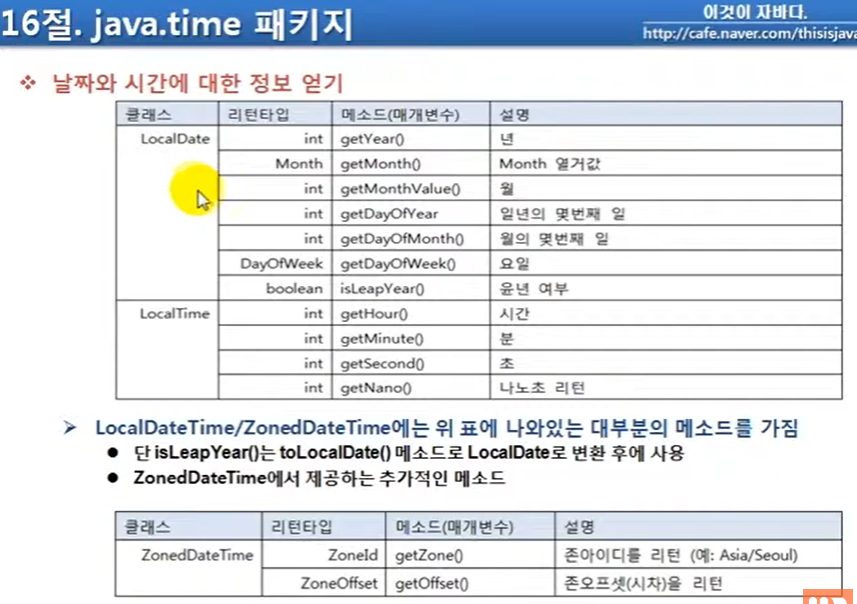 16절. java.time 패키지
이것이 자바다.
http://cafe.naver.com/thisisjava
❖ 날짜와 시간에 대한 정보 얻기
클래스 리턴타입 메소드(매개변수) 설명
LocalDate int getYear() 년
Month getMonth() Month 열거값
int getMonthValue() 월
int getDayOfYear 일년의 몇번째 일
int getDayOfMonth() 월의 몇번째 일
DayOfWeek getDayOfWeek() 요일
boolean isLeapYear() 윤년 여부
LocalTime int getHour() 시간
int getMinute() 분
int getSecond() 초
int getNano() 나노초 리턴
➢ LocalDateTime/ZonedDateTime에는 위 표에 나와있는 대부분의 메소드를 가짐
● 단 isLeapYear()는 toLocalDate() 메소드로 LocalDate로 변환 후에 사용
● ZonedDateTime에서 제공하는 추가적인 메소드
클래스 리턴타입 메소드(매개변수) 설명
ZonedDateTime ZoneId getZone() 존아이디를 리턴 (예: Asia/Seoul)
ZoneOffset getOffset() 존오프셋(시차)을 리턴